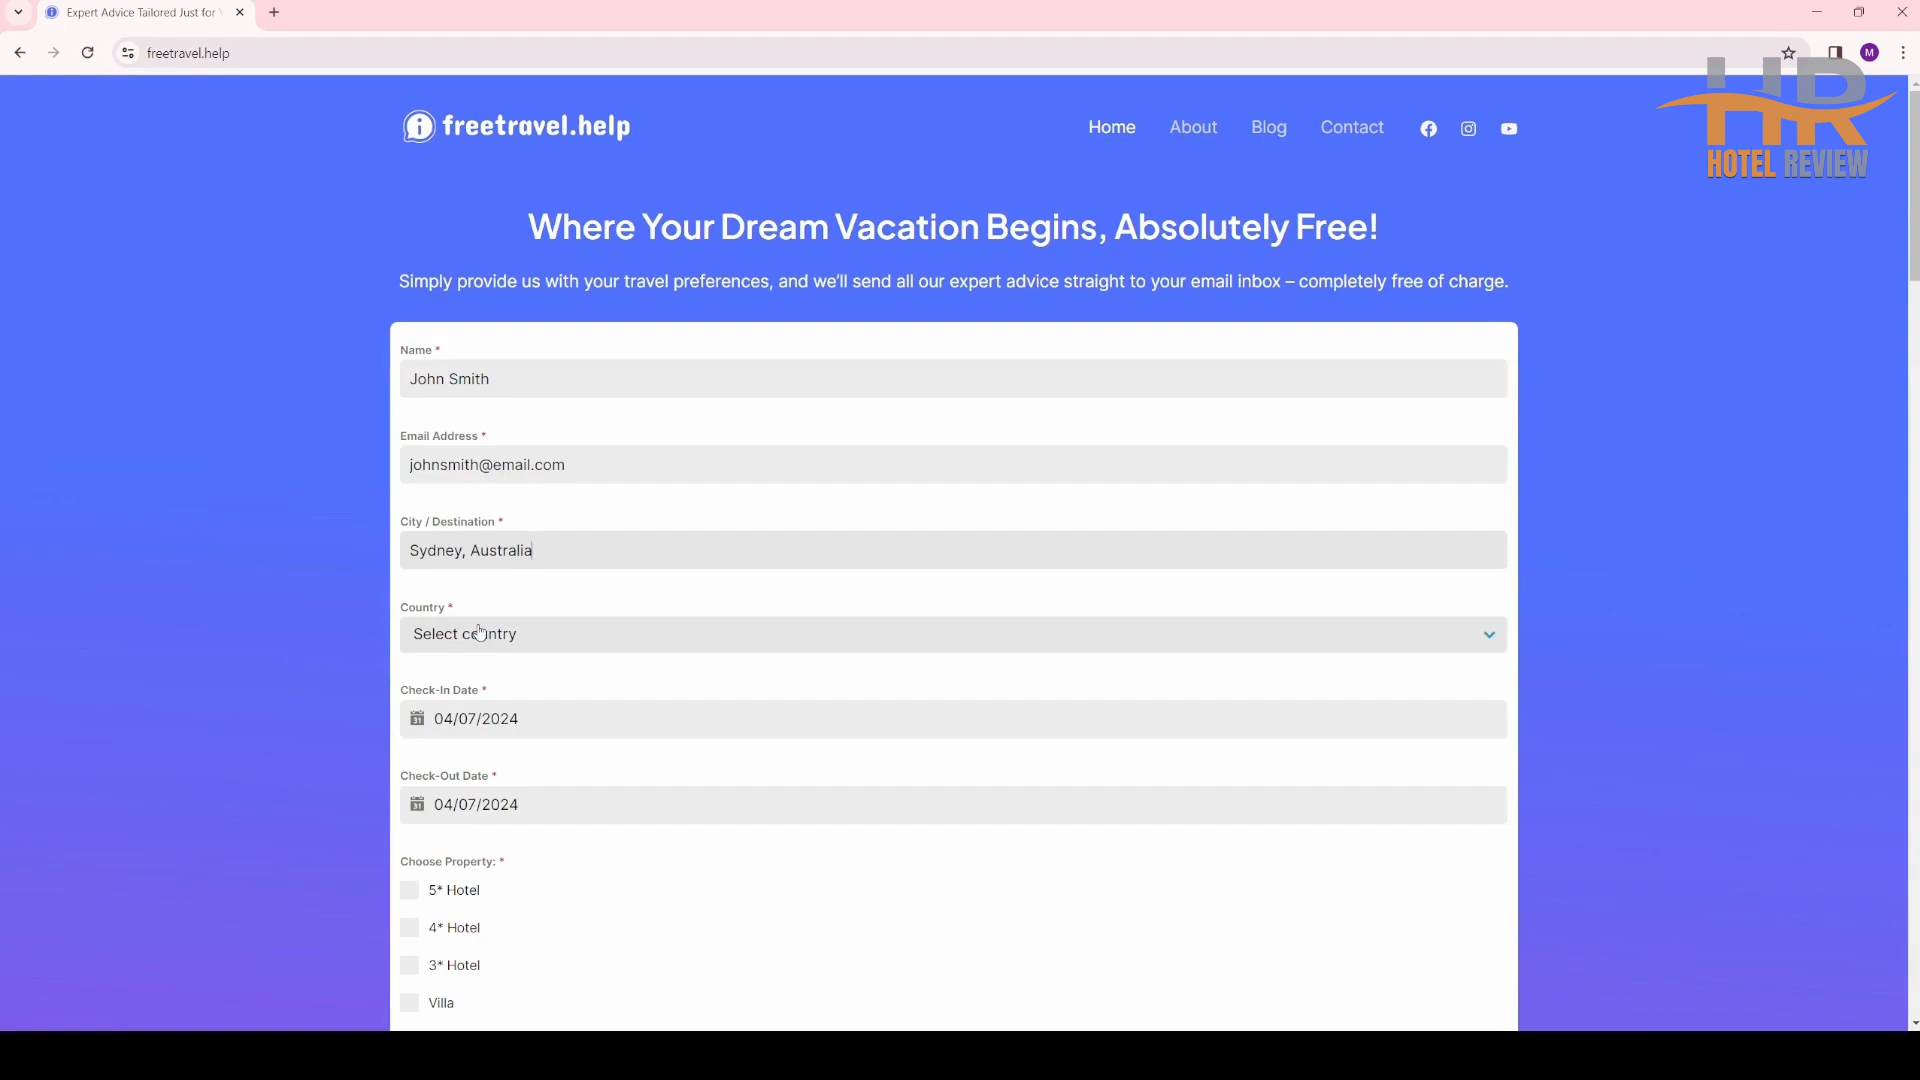 Expert Advice Tailored Just for
freetravel.help
M
HR
HOTEL REVIEW
freetravel.help
Home
About
Blog
Contact
Where Your Dream Vacation Begins, Absolutely Free!
Simply provide us with your travel preferences, and we'll send all our expert advice straight to your email inbox – completely free of charge.
Name *
John Smith
Email Address *
johnsmith@email.com
City / Destination *
Sydney, Australia
Country *
Select country
Check-In Date *
31 04/07/2024
Check-Out Date *
31 04/07/2024
Choose Property: *
5* Hotel
4* Hotel
3* Hotel
Villa